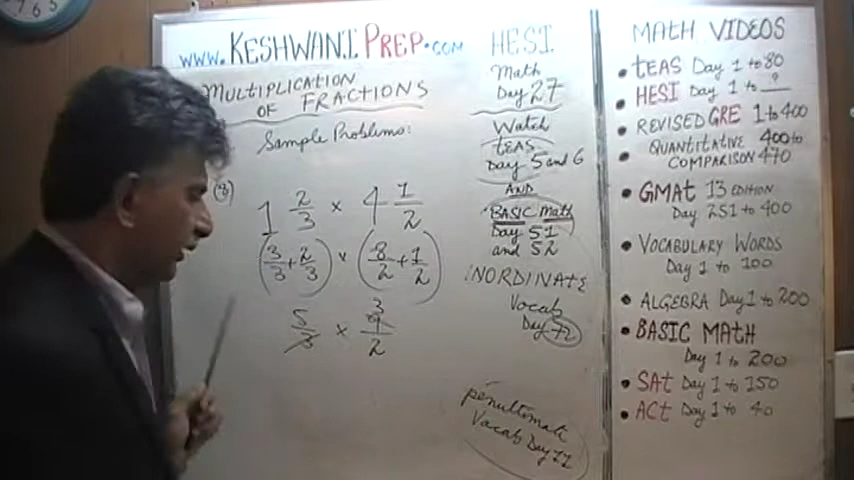 www.KESHWANIPREP.com
MULTIPLICATION
OF FRACTIONS
Sample Problems:
(8)
1 2/3 × 4 1/2
(3/3 + 2/3) × (8/2 + 1/2)
5/3 × 9/2
3
HESI
Math
Day 27
Watch
TEAS
Day 5 and 6
AND
BASIC Math
Day 51
and 52
INORDINATE
Vocab
Day 72
penultimate
Vocab Day 22
MATH VIDEOS
• TEAS Day 1 to 80
• HESI Day 1 to ?
• REVISED GRE 1 to 400
• QUANTITATIVE 400 to
COMPARISON 470
• GMAT 13 EDITION
Day 251 to 400
• VOCABULARY WORDS
Day 1 to 100
• ALGEBRA Day 1 to 200
• BASIC MATH
Day 1 to 200
• SAT Day 1 to 150
• ACT Day 1 to 40